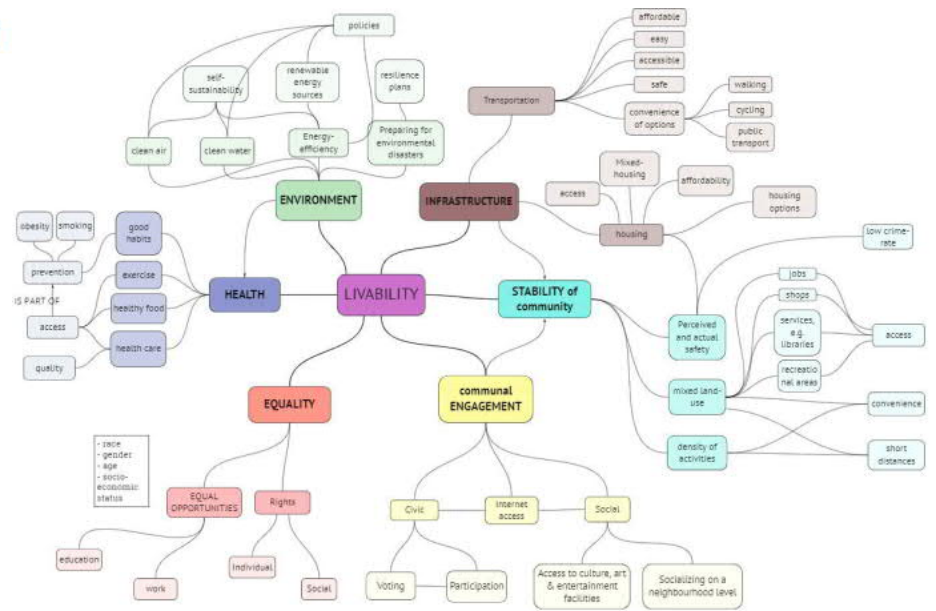 policies
self-
sustainability
renewable
energy
sources
resilience
plans
clean air
clean water
Energy-
efficiency
Preparing for
environmental
disasters
ENVIRONMENT
affordable
easy
accessible
safe
Transportation
convenience
of options
walking
cycling
public
transport
INFRASTRUCTURE
Mixed-
housing
access
affordability
housing
options
housing
low crime-
rate
obesity
smoking
good
habits
prevention
exercise
IS PART OF
healthy food
access
health care
quality
HEALTH
LIVABILITY
STABILITY of
community
jobs
shops
services,
e.g.
libraries
recreatio
nal areas
access
Perceived
and actual
safety
mixed land-
use
convenience
density of
activities
short
distances
EQUALITY
communal
ENGAGEMENT
- race
- gender
- age
- socio-
economic
status
EQUAL
OPPORTUNITIES
Rights
education
work
Individual
Social
Civic
Internet
access
Social
Voting
Participation
Access to culture, art
& entertainment
facilities
Socializing on a
neighbourhood level